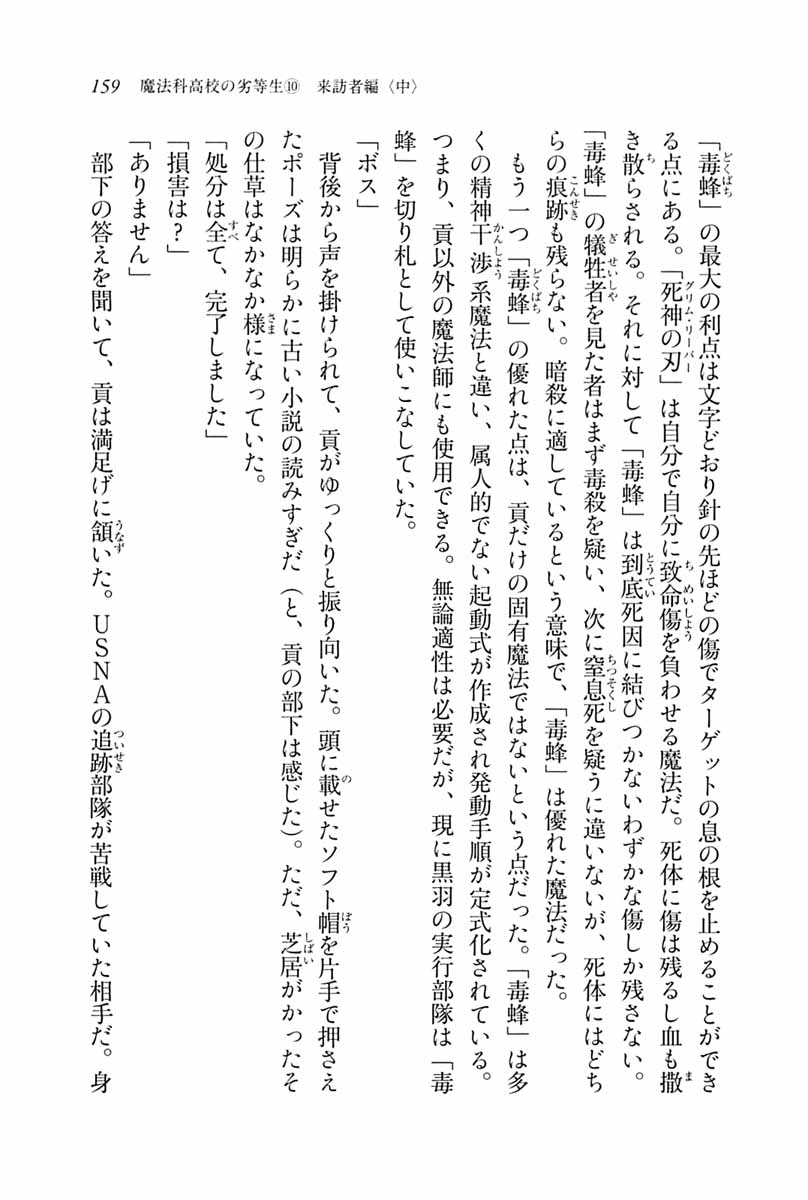 159　魔法科高校の劣等生⑩　来訪者編〈中〉
「毒蜂」の最大の利点は文字どおり針の先ほどの傷でターゲットの息の根を止めることができ
る点にある。「死神の刃」は自分で自分に致命傷を負わせる魔法だ。死体に傷は残るし血も撒
き散らされる。それに対して「毒蜂」は到底死因に結びつかないわずかな傷しか残さない。
「毒蜂」の犠牲者を見た者はまず毒殺を疑い、次に窒息死を疑うに違いないが、死体にはどち
らの痕跡も残らない。暗殺に適しているという意味で、「毒蜂」は優れた魔法だった。
　もう一つ「毒蜂」の優れた点は、貢だけの固有魔法ではないという点だった。「毒蜂」は多
くの精神干渉系魔法と違い、属人的でない起動式が作成され発動手順が定式化されている。
つまり、貢以外の魔法師にも使用できる。無論適性は必要だが、現に黒羽の実行部隊は「毒
蜂」を切り札として使いこなしていた。
「ボス」
　背後から声を掛けられて、貢がゆっくりと振り向いた。頭に載せたソフト帽を片手で押さえ
たポーズは明らかに古い小説の読みすぎだ（と、貢の部下は感じた）。ただ、芝居がかったそ
の仕草はなかなか様になっていた。
「処分は全て、完了しました」
「損害は？」
「ありません」
　部下の答えを聞いて、貢は満足げに頷いた。ＵＳＮＡの追跡部隊が苦戦していた相手だ。身